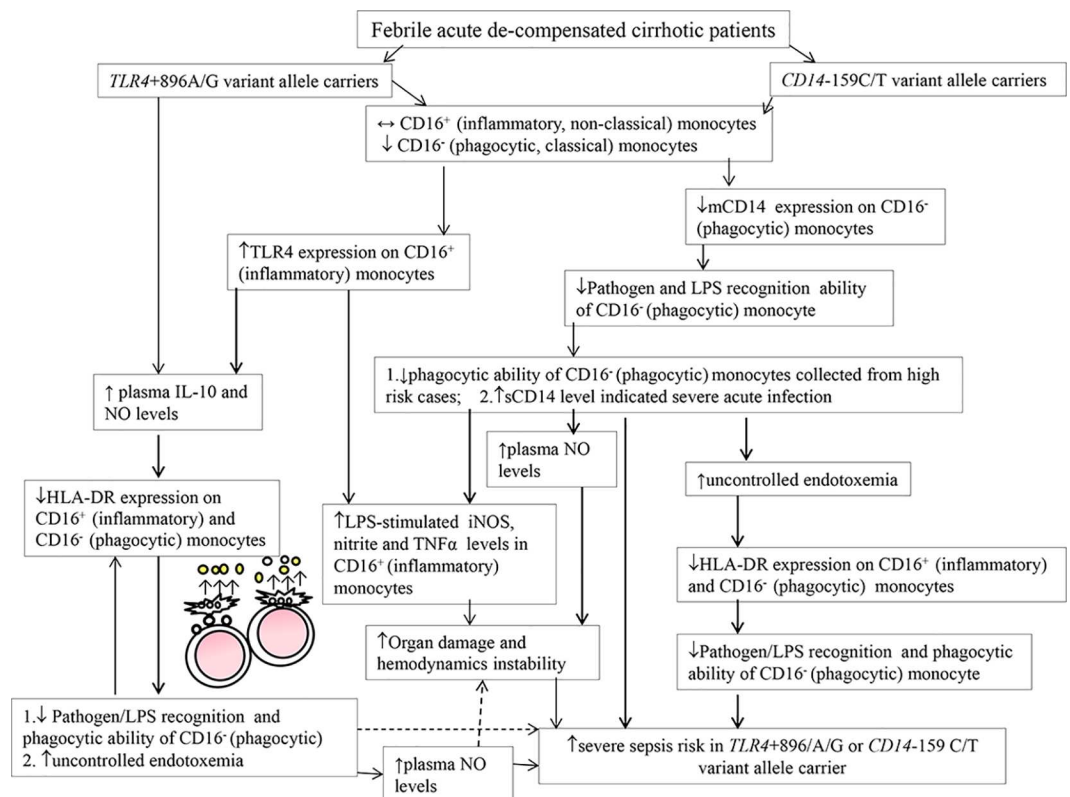 Febrile acute de-compensated cirrhotic patients
TLR4+896A/G variant allele carriers
CD14-159C/T variant allele carriers
↔ CD16⁺ (inflammatory, non-classical) monocytes
↓ CD16⁻ (phagocytic, classical) monocytes
↓mCD14 expression on CD16⁻
(phagocytic) monocytes
↑TLR4 expression on CD16⁺
(inflammatory) monocytes
↓Pathogen and LPS recognition ability
of CD16⁻ (phagocytic) monocyte
↑ plasma IL-10 and
NO levels
1.↓phagocytic ability of CD16⁻ (phagocytic) monocytes collected from high
risk cases; 2.↑sCD14 level indicated severe acute infection
↑plasma NO
levels
↑uncontrolled endotoxemia
↓HLA-DR expression on
CD16⁺ (inflammatory) and
CD16⁻ (phagocytic) monocytes
↑LPS-stimulated iNOS,
nitrite and TNFα levels in
CD16⁺ (inflammatory)
monocytes
↓HLA-DR expression on CD16⁺ (inflammatory)
and CD16⁻ (phagocytic) monocytes
↑Organ damage and
hemodynamics instability
↓Pathogen/LPS recognition and phagocytic
ability of CD16⁻ (phagocytic) monocyte
1.↓ Pathogen/LPS recognition and
phagocytic ability of CD16⁻ (phagocytic)
2. ↑uncontrolled endotoxemia
↑plasma NO
levels
↑severe sepsis risk in TLR4+896/A/G or CD14-159 C/T
variant allele carrier